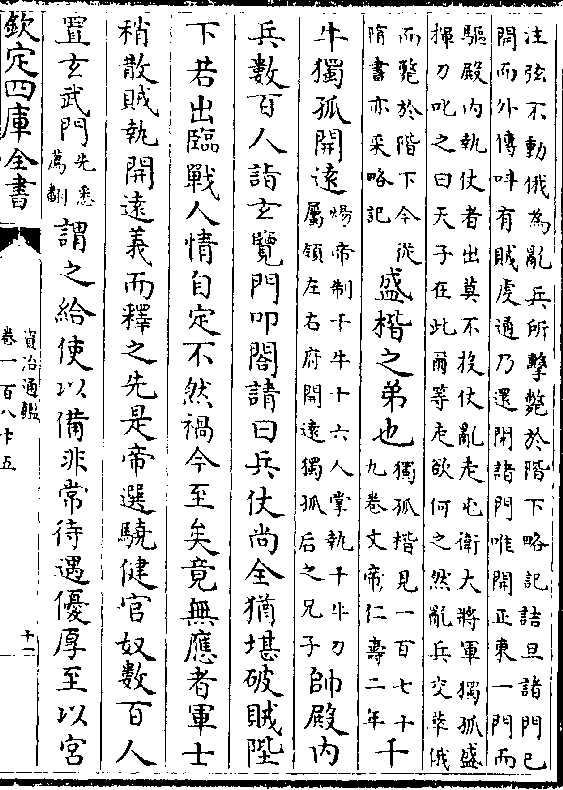 注弦不動俄為亂兵所擊斃於階下略記詰旦諸門已
開而外傳呼有賊虔通乃還閉諸門唯開正東一門而
驅殿内執仗者出莫不投仗亂走屯衛大將軍獨孤盛
揮刀叱之曰天子在此爾等走欲何之然亂兵交萃俄
而斃於階下今從
隋書亦采略記
盛楷之弟也
獨孤楷見一百七十
九卷文帝仁壽二年
千
牛獨孤開遠
煬帝制千牛十六人掌執千牛刀
屬領左右府開遠獨孤后之兄子
帥殿内
兵數百人詣玄覽門叩閤請曰兵仗尚全猶堪破賊陛
下若出臨戰人情自定不然禍今至矣竟無應者軍士
稍散賊執開遠義而釋之先是帝選驍健官奴數百人
置玄武門
先悉
薦翻
謂之給使以備非常待遇優厚至以宮
欽定四庫全書
資治通鑑
卷一百八十五
十一